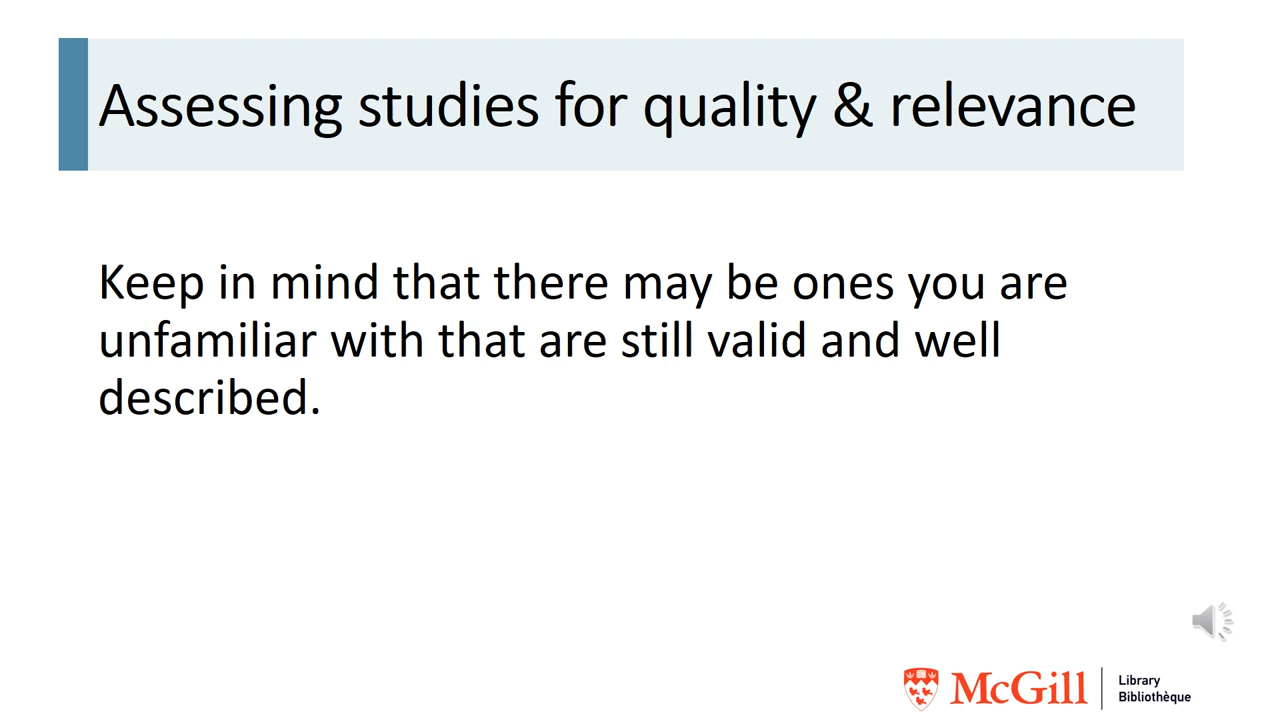 Assessing studies for quality & relevance
Keep in mind that there may be ones you are
unfamiliar with that are still valid and well
described.
McGill
Library
Bibliothèque